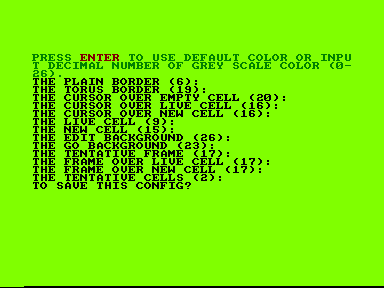 PRESS ENTER TO USE DEFAULT COLOR OR INPU
T DECIMAL NUMBER OF GREY SCALE COLOR (0-
26).
THE PLAIN BORDER (6):
THE TORUS BORDER (19):
THE CURSOR OVER EMPTY CELL (20):
THE CURSOR OVER LIVE CELL (16):
THE CURSOR OVER NEW CELL (16):
THE LIVE CELL (9):
THE NEW CELL (15):
THE EDIT BACKGROUND (26):
THE GO BACKGROUND (23):
THE TENTATIVE FRAME (17):
THE FRAME OVER LIVE CELL (17):
THE FRAME OVER NEW CELL (17):
THE TENTATIVE CELLS (2):
TO SAVE THIS CONFIG?